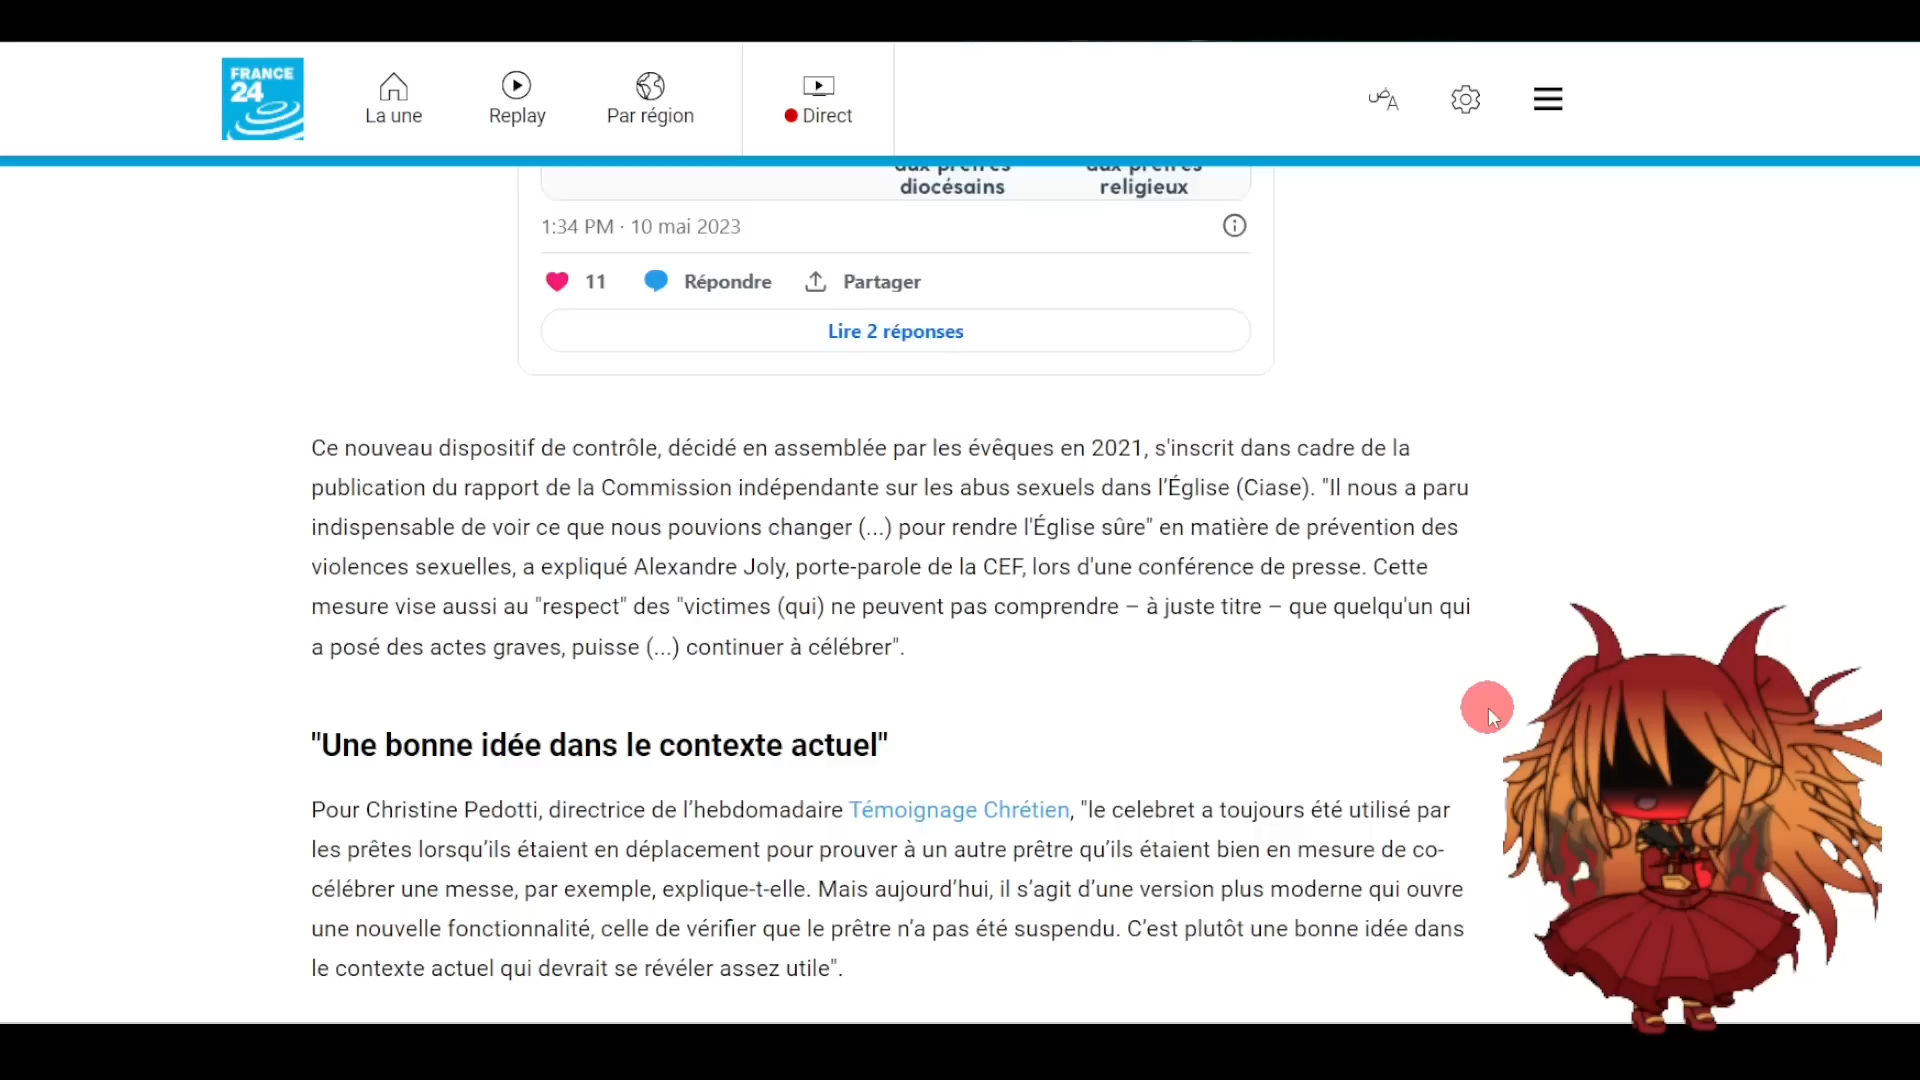 FRANCE
24
La une
Replay
Par région
Direct
صA
aux prêtres
aux prêtres
diocésains
religieux
1:34 PM · 10 mai 2023
11
Répondre
Partager
Lire 2 réponses
Ce nouveau dispositif de contrôle, décidé en assemblée par les évêques en 2021, s'inscrit dans cadre de la
publication du rapport de la Commission indépendante sur les abus sexuels dans l’Église (Ciase). "Il nous a paru
indispensable de voir ce que nous pouvions changer (...) pour rendre l'Église sûre" en matière de prévention des
violences sexuelles, a expliqué Alexandre Joly, porte-parole de la CEF, lors d'une conférence de presse. Cette
mesure vise aussi au "respect" des "victimes (qui) ne peuvent pas comprendre – à juste titre – que quelqu'un qui
a posé des actes graves, puisse (...) continuer à célébrer".
"Une bonne idée dans le contexte actuel"
Pour Christine Pedotti, directrice de l’hebdomadaire Témoignage Chrétien, "le celebret a toujours été utilisé par
les prêtes lorsqu’ils étaient en déplacement pour prouver à un autre prêtre qu’ils étaient bien en mesure de co-
célébrer une messe, par exemple, explique-t-elle. Mais aujourd’hui, il s’agit d’une version plus moderne qui ouvre
une nouvelle fonctionnalité, celle de vérifier que le prêtre n’a pas été suspendu. C’est plutôt une bonne idée dans
le contexte actuel qui devrait se révéler assez utile".